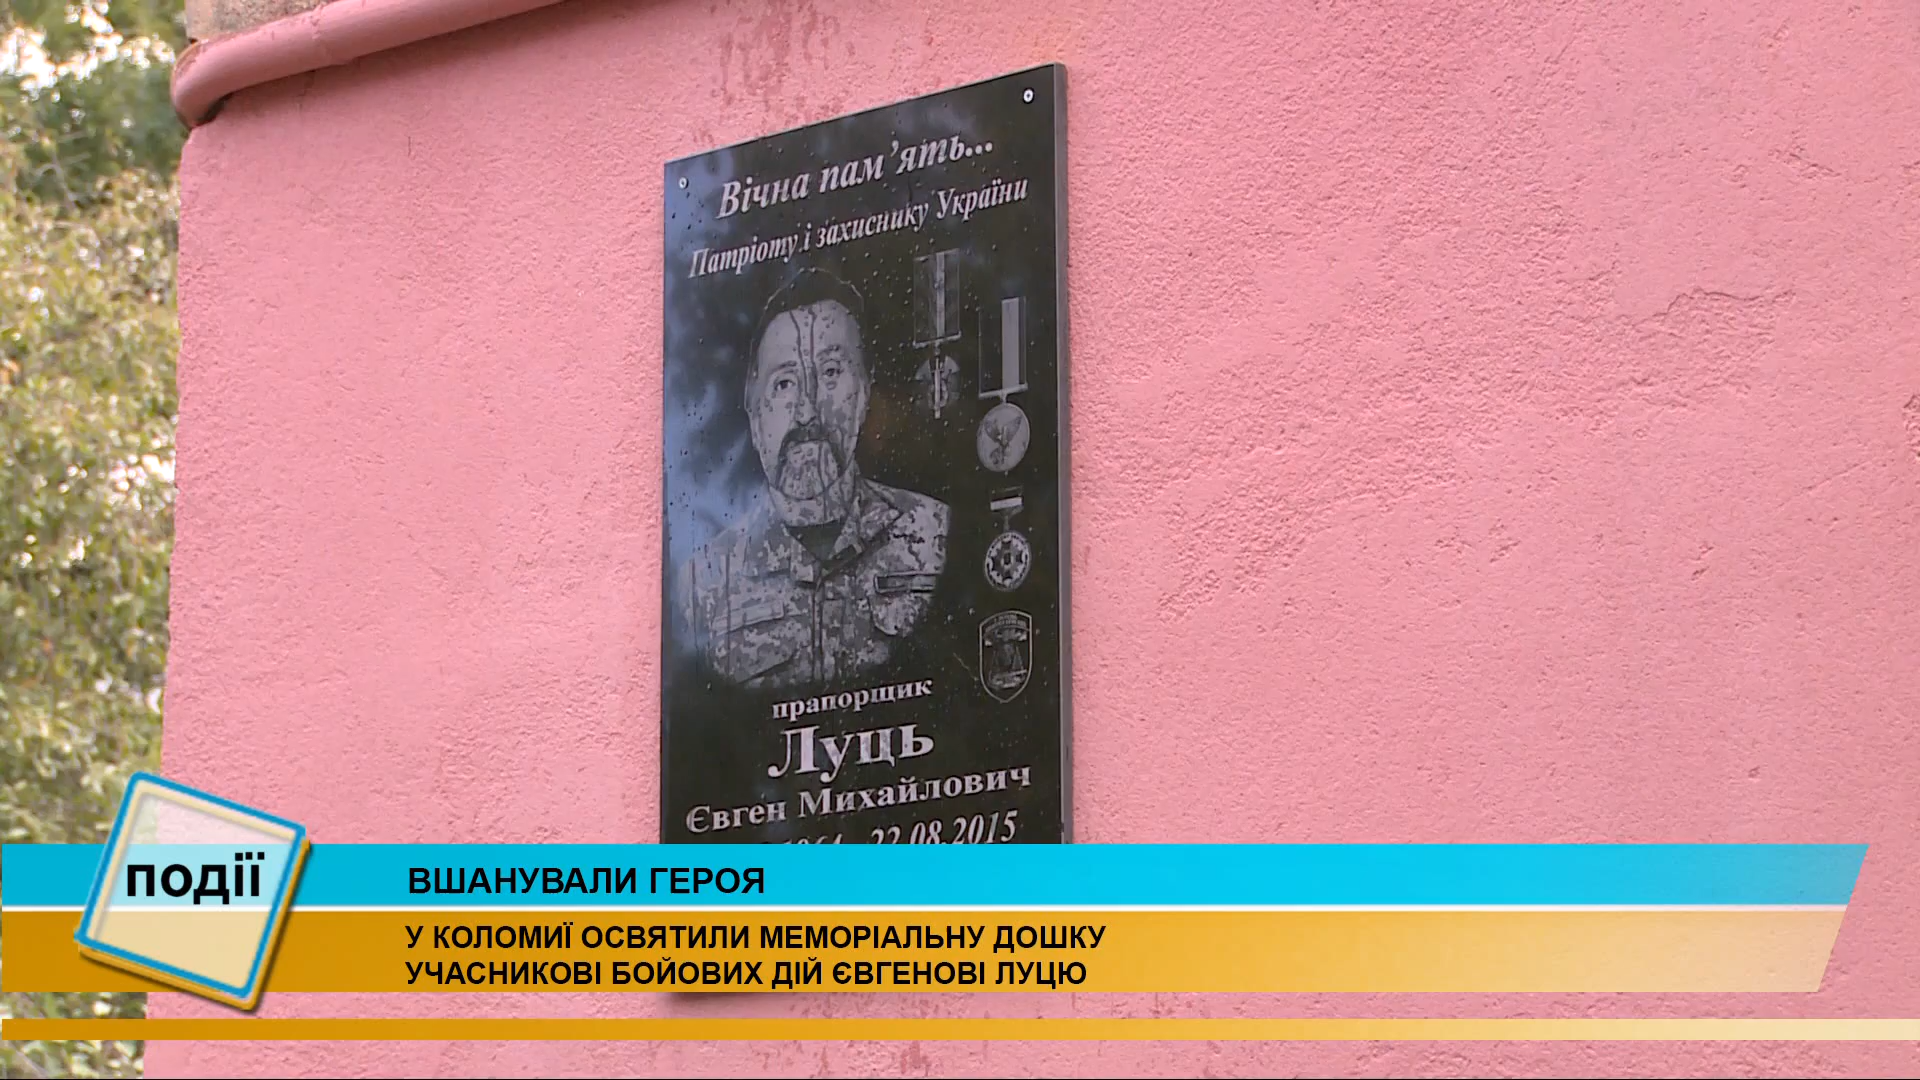 Вічна пам’ять...
Патріоту і захиснику України
прапорщик
Луць
Євген Михайлович
22.08.2015
події
ВШАНУВАЛИ ГЕРОЯ
У КОЛОМИЇ ОСВЯТИЛИ МЕМОРІАЛЬНУ ДОШКУ
УЧАСНИКОВІ БОЙОВИХ ДІЙ ЄВГЕНОВІ ЛУЦЮ